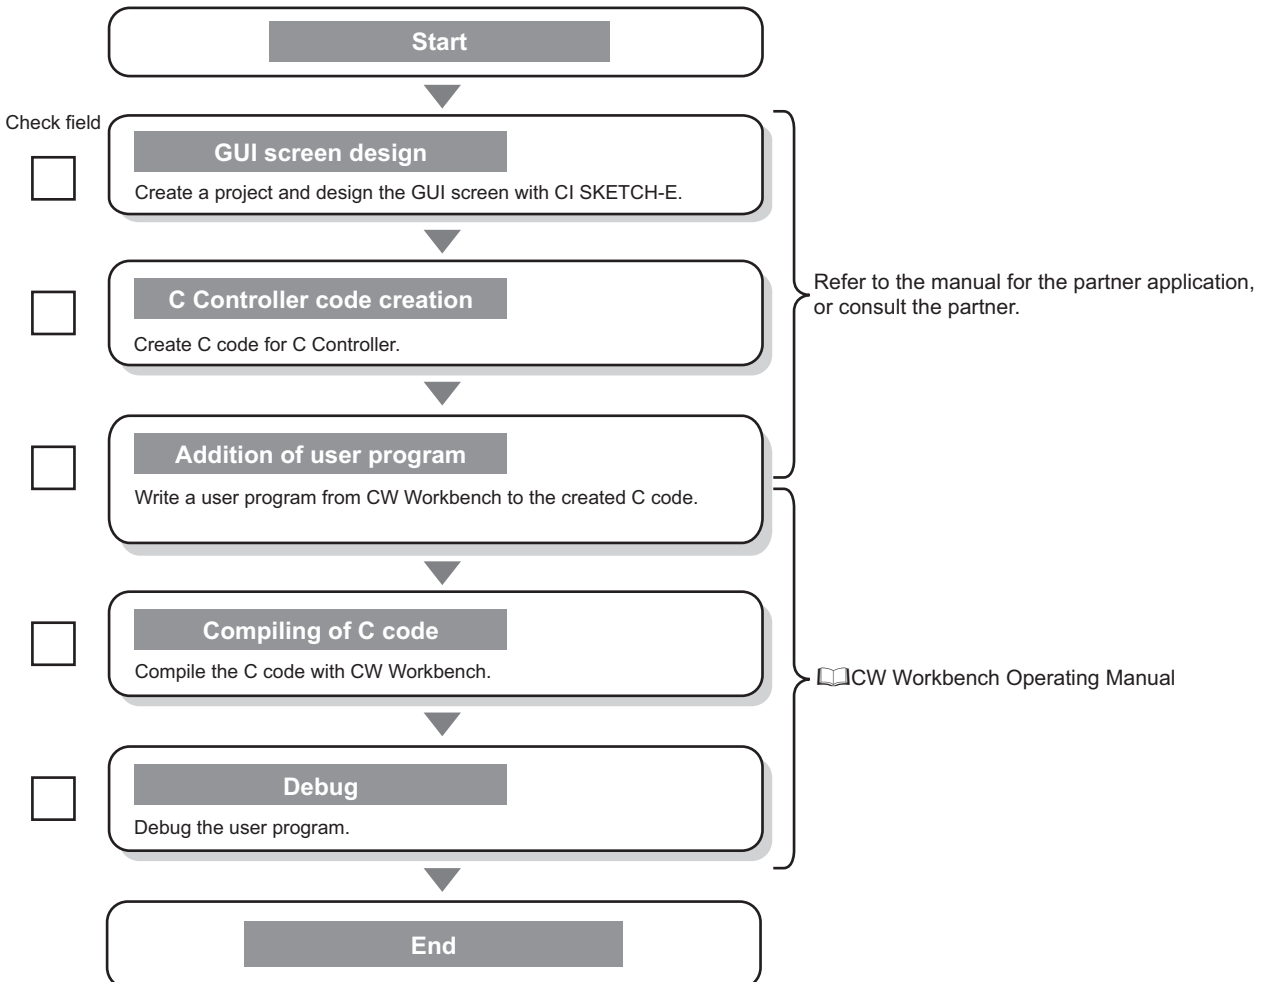 Start
Check field
GUI screen design
Create a project and design the GUI screen with CI SKETCH-E.
C Controller code creation
Create C code for C Controller.
Refer to the manual for the partner application,
or consult the partner.
Addition of user program
Write a user program from CW Workbench to the created C code.
Compiling of C code
Compile the C code with CW Workbench.
CW Workbench Operating Manual
Debug
Debug the user program.
End